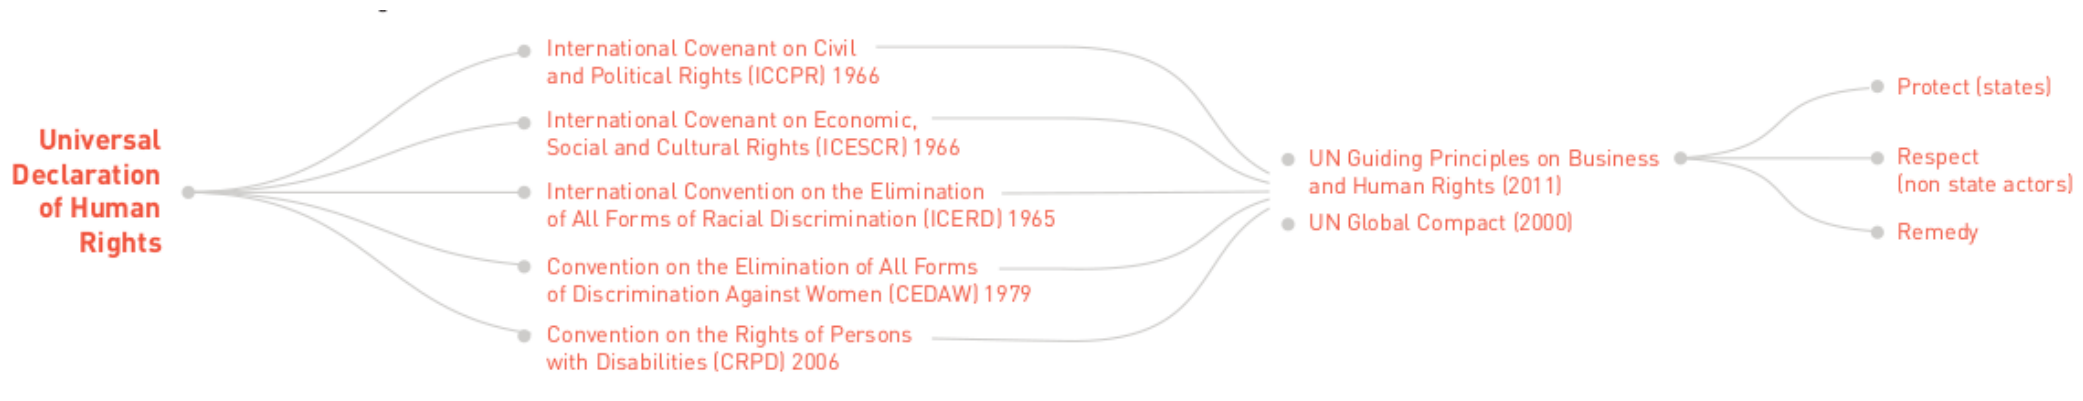 Universal
Declaration
of Human
Rights
International Covenant on Civil
and Political Rights (ICCPR) 1966
International Covenant on Economic,
Social and Cultural Rights (ICESCR) 1966
International Convention on the Elimination
of All Forms of Racial Discrimination (ICERD) 1965
Convention on the Elimination of All Forms
of Discrimination Against Women (CEDAW) 1979
Convention on the Rights of Persons
with Disabilities (CRPD) 2006
UN Guiding Principles on Business
and Human Rights (2011)
UN Global Compact (2000)
Protect (states)
Respect
(non state actors)
Remedy